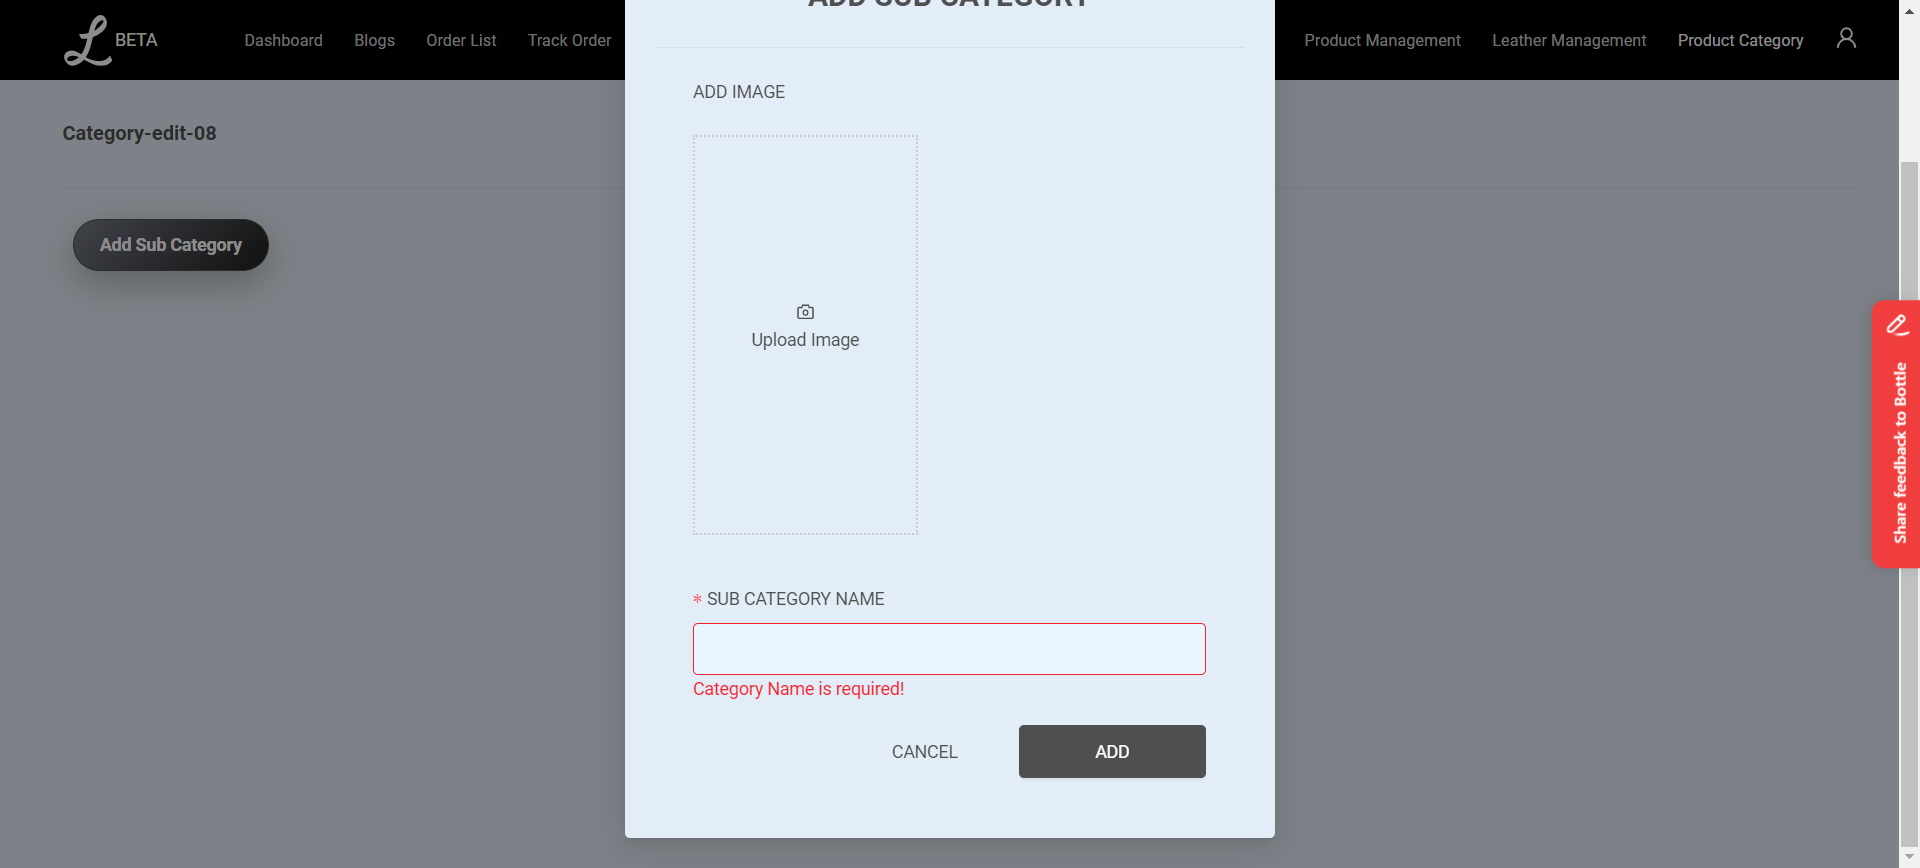 ADD SUB CATEGORY
L BETA Dashboard Blogs Order List Track Order Product Management Leather Management Product Category
ADD IMAGE
Category-edit-08
Add Sub Category
Upload Image
Share feedback to Bottle
* SUB CATEGORY NAME
Category Name is required!
CANCEL ADD